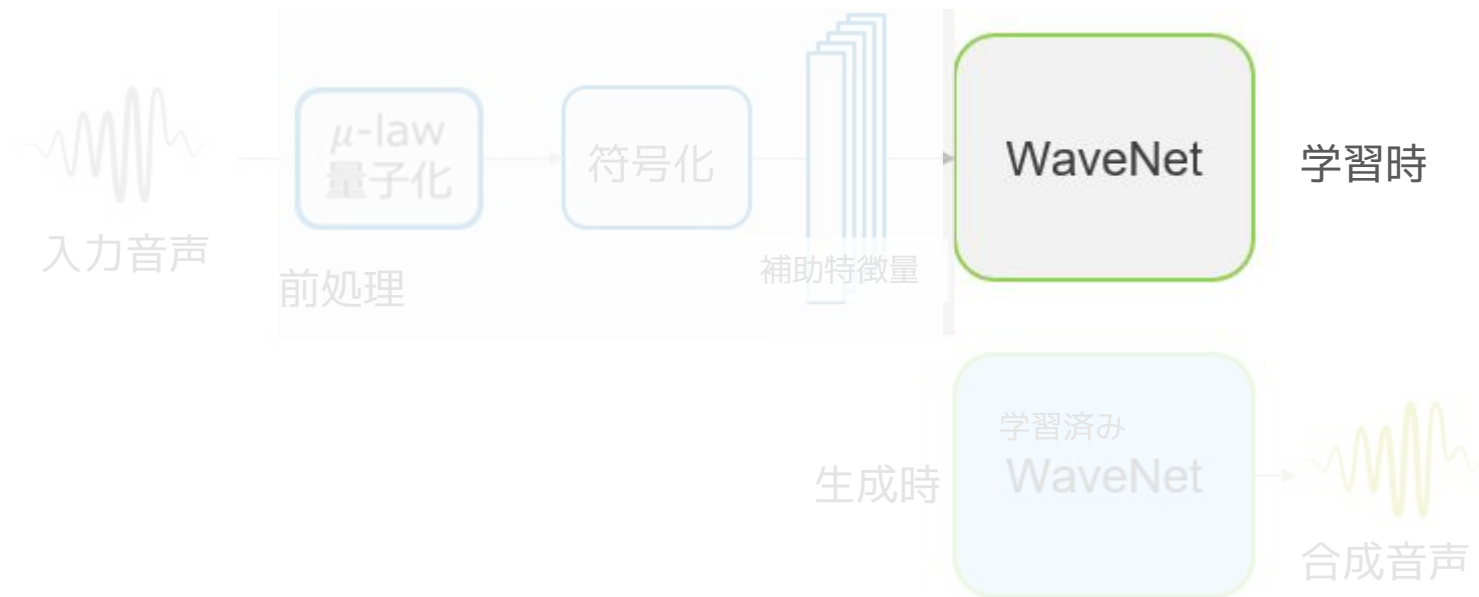 μ-law
量子化
符号化
WaveNet
学習時
入力音声
前処理
補助特徴量
学習済み
WaveNet
生成時
合成音声